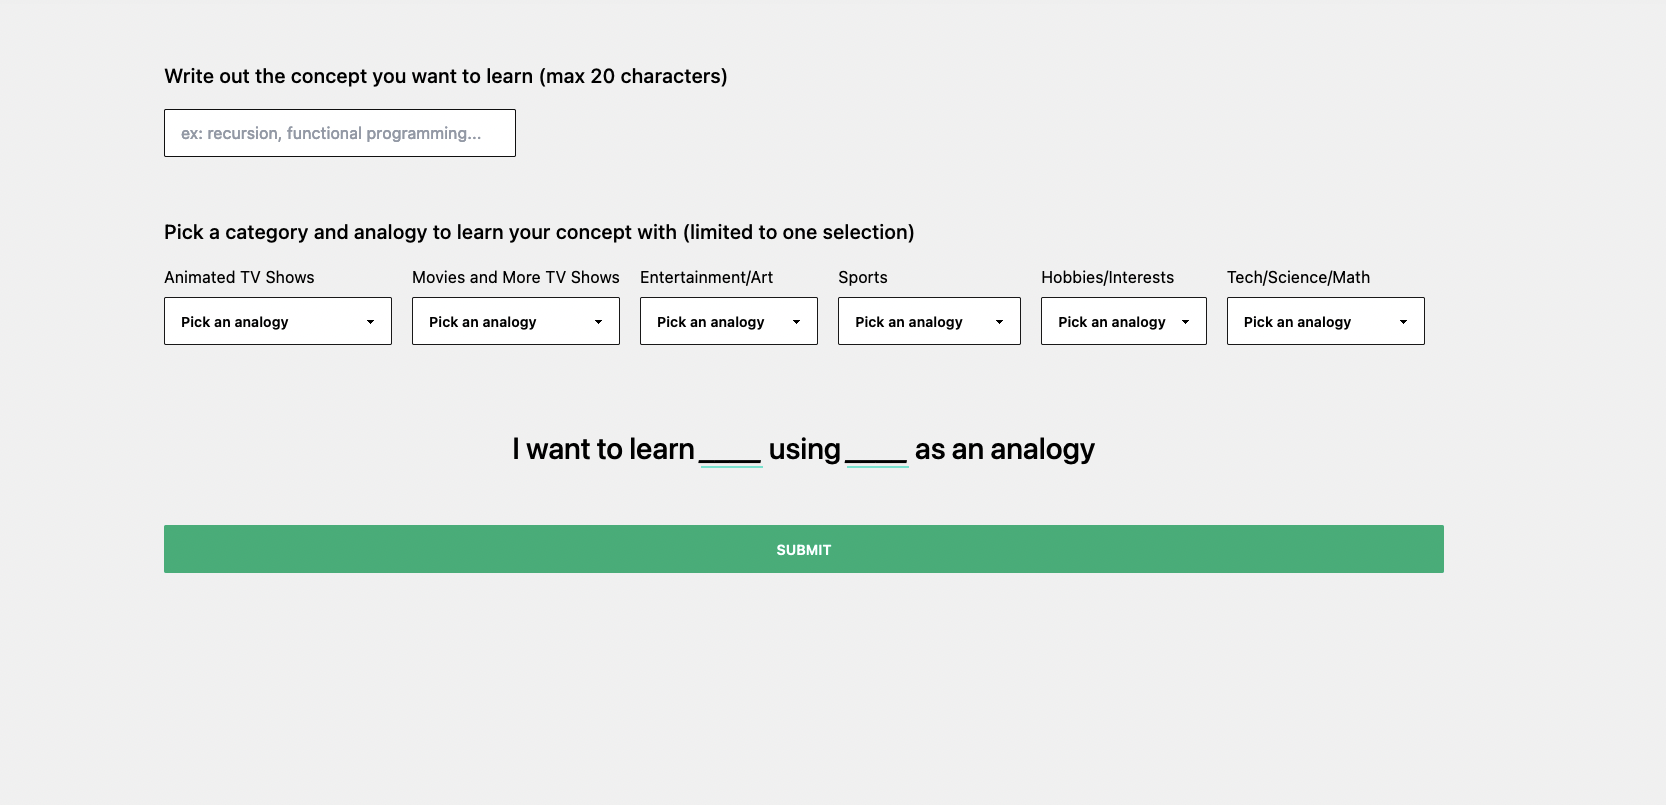 Write out the concept you want to learn (max 20 characters)
ex: recursion, functional programming...
Pick a category and analogy to learn your concept with (limited to one selection)
Animated TV Shows Movies and More TV Shows Entertainment/Art Sports Hobbies/Interests Tech/Science/Math
Pick an analogy Pick an analogy Pick an analogy Pick an analogy Pick an analogy Pick an analogy
I want to learn ____ using ____ as an analogy
SUBMIT